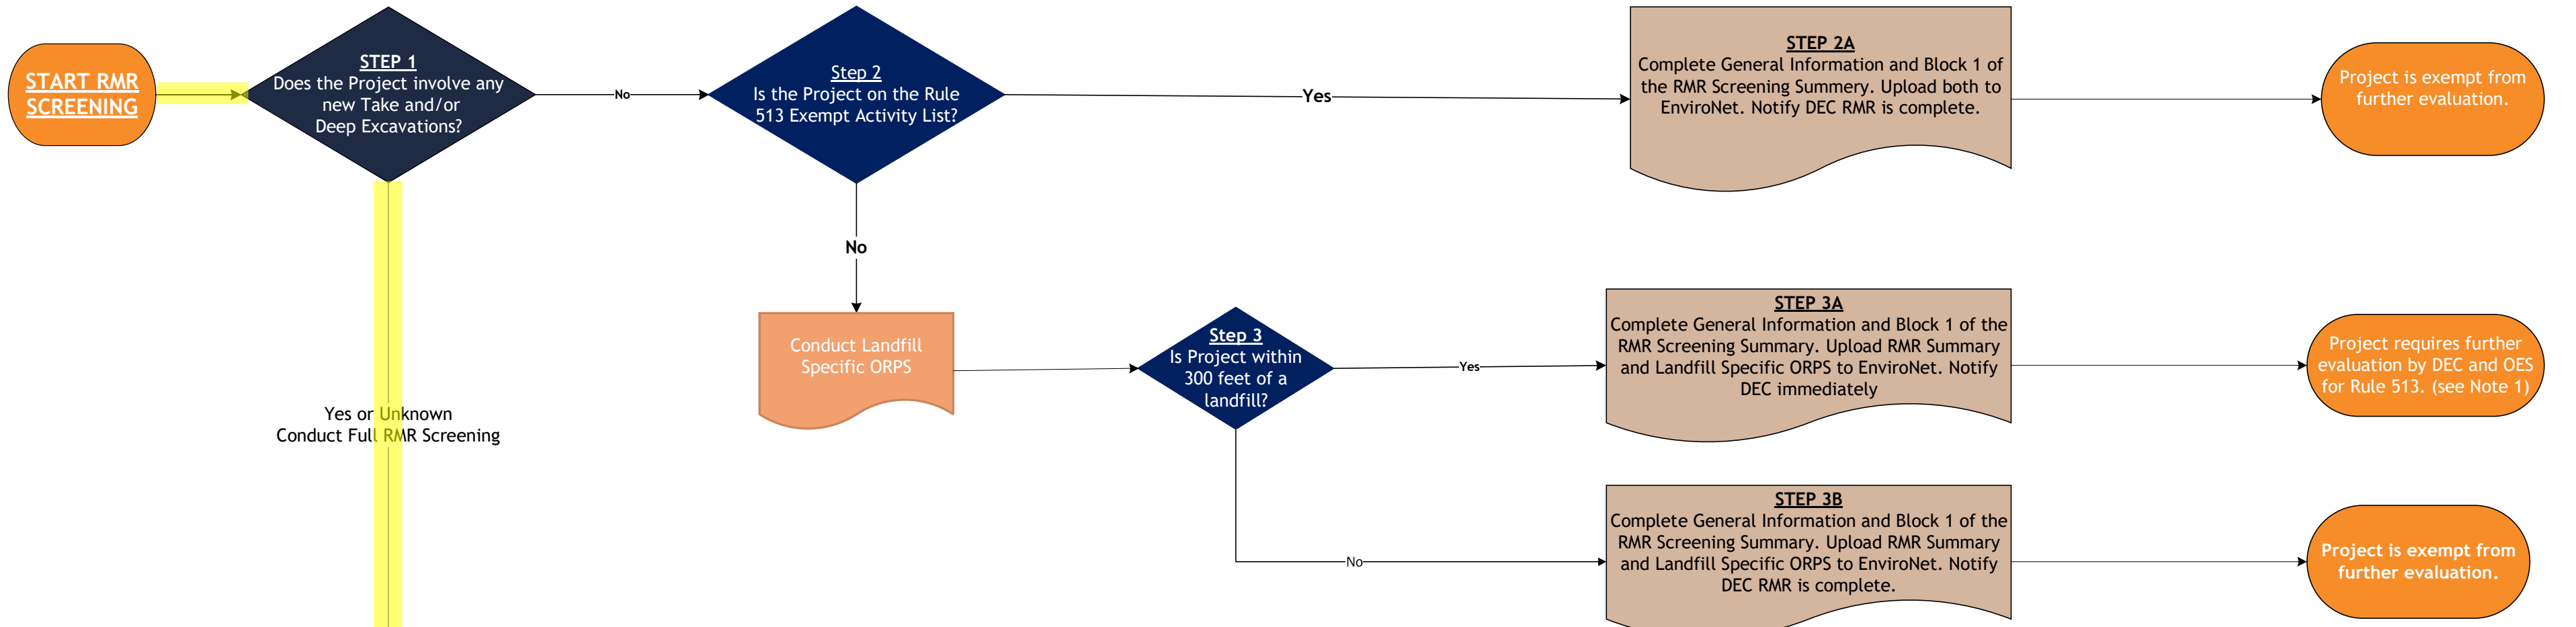 START RMR
SCREENING
STEP 1
Does the Project involve any
new Take and/or
Deep Excavations?
No
Step 2
Is the Project on the Rule
513 Exempt Activity List?
Yes
STEP 2A
Complete General Information and Block 1 of
the RMR Screening Summery. Upload both to
EnviroNet. Notify DEC RMR is complete.
Project is exempt from
further evaluation.
No
Conduct Landfill
Specific ORPS
Step 3
Is Project within
300 feet of a
landfill?
Yes
STEP 3A
Complete General Information and Block 1 of the
RMR Screening Summary. Upload RMR Summary
and Landfill Specific ORPS to EnviroNet. Notify
DEC immediately
Project requires further
evaluation by DEC and OES
for Rule 513. (see Note 1)
Yes or Unknown
Conduct Full RMR Screening
No
STEP 3B
Complete General Information and Block 1 of the
RMR Screening Summary. Upload RMR Summary
and Landfill Specific ORPS to EnviroNet. Notify
DEC RMR is complete.
Project is exempt from
further evaluation.